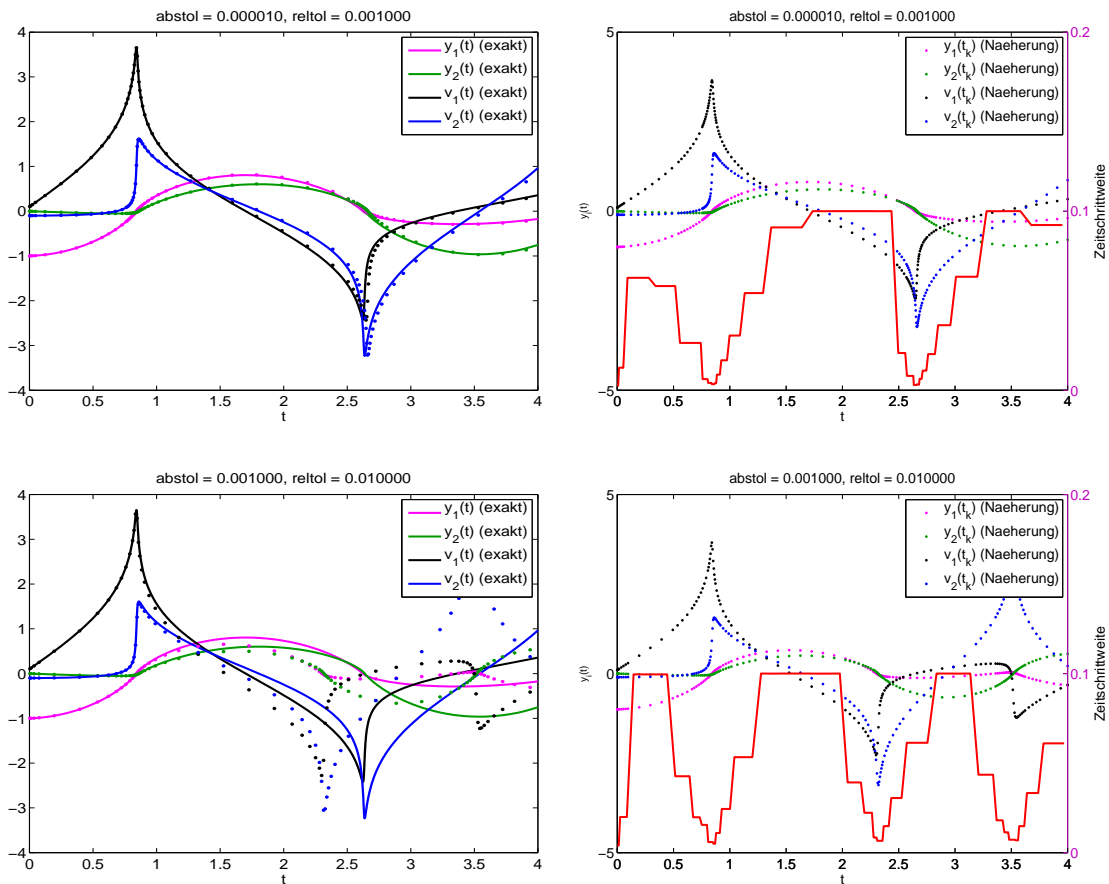 abstol = 0.000010, reltol = 0.001000
4
3
2
1
0
−1
−2
−3
−4
0 0.5 1 1.5 2 2.5 3 3.5 4
t
y1(t) (exakt)
y2(t) (exakt)
v1(t) (exakt)
v2(t) (exakt)
abstol = 0.000010, reltol = 0.001000
5
0
−5
yi(t)
0 0.5 1 1.5 2 2.5 3 3.5 4
t
y1(tk) (Naeherung)
y2(tk) (Naeherung)
v1(tk) (Naeherung)
v2(tk) (Naeherung)
0.2
0.1
0
Zeitschrittweite
abstol = 0.001000, reltol = 0.010000
4
3
2
1
0
−1
−2
−3
−4
0 0.5 1 1.5 2 2.5 3 3.5 4
t
y1(t) (exakt)
y2(t) (exakt)
v1(t) (exakt)
v2(t) (exakt)
abstol = 0.001000, reltol = 0.010000
5
0
−5
yi(t)
0 0.5 1 1.5 2 2.5 3 3.5 4
t
y1(tk) (Naeherung)
y2(tk) (Naeherung)
v1(tk) (Naeherung)
v2(tk) (Naeherung)
0.2
0.1
0
Zeitschrittweite